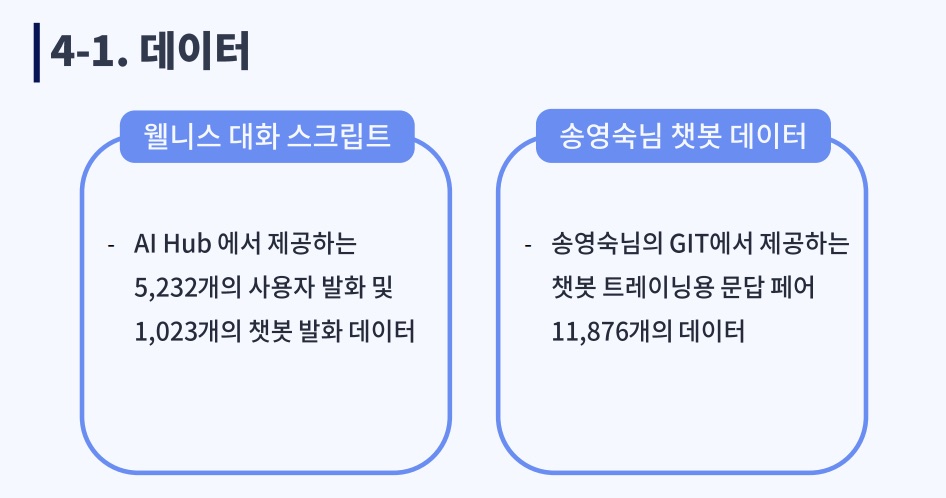 4-1. 데이터
웰니스 대화 스크립트
- AI Hub 에서 제공하는
5,232개의 사용자 발화 및
1,023개의 챗봇 발화 데이터
송영숙님 챗봇 데이터
- 송영숙님의 GIT에서 제공하는
챗봇 트레이닝용 문답 페어
11,876개의 데이터